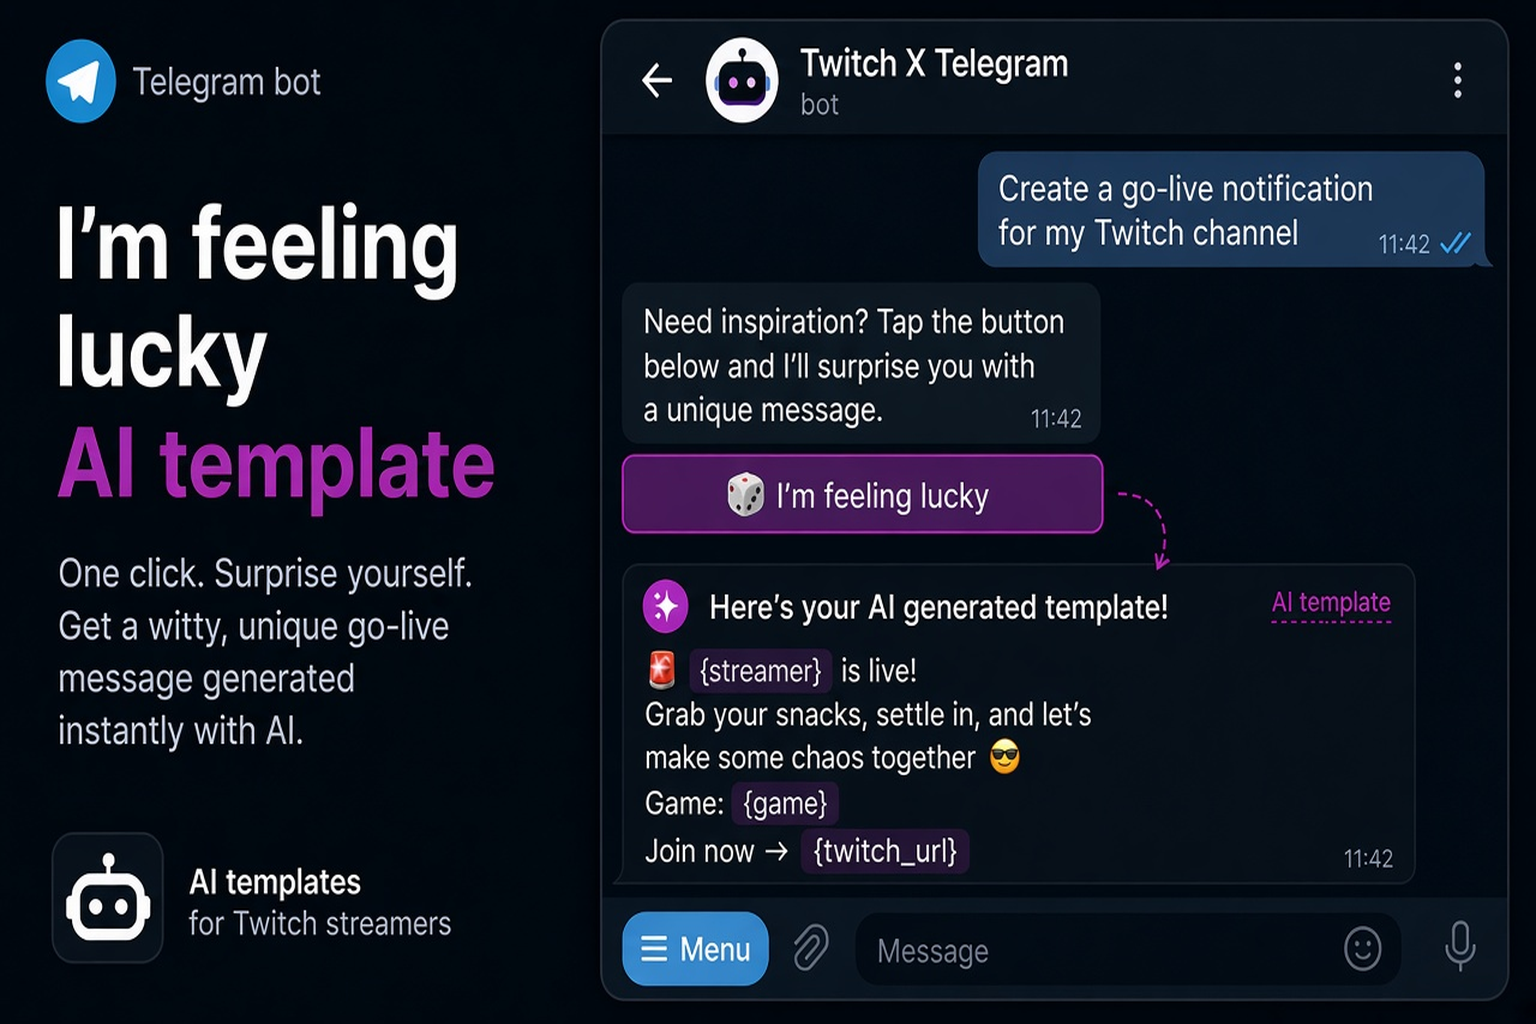 Telegram bot
I’m feeling
lucky
AI template
One click. Surprise yourself.
Get a witty, unique go-live
message generated
instantly with AI.
AI templates
for Twitch streamers
Twitch X Telegram
bot
Create a go-live notification
for my Twitch channel
11:42
Need inspiration? Tap the button
below and I’ll surprise you with
a unique message.
11:42
🎲 I’m feeling lucky
Here’s your AI generated template!
AI template
🚨 {streamer} is live!
Grab your snacks, settle in, and let’s
make some chaos together 😎
Game: {game}
Join now → {twitch_url}
11:42
Menu
Message